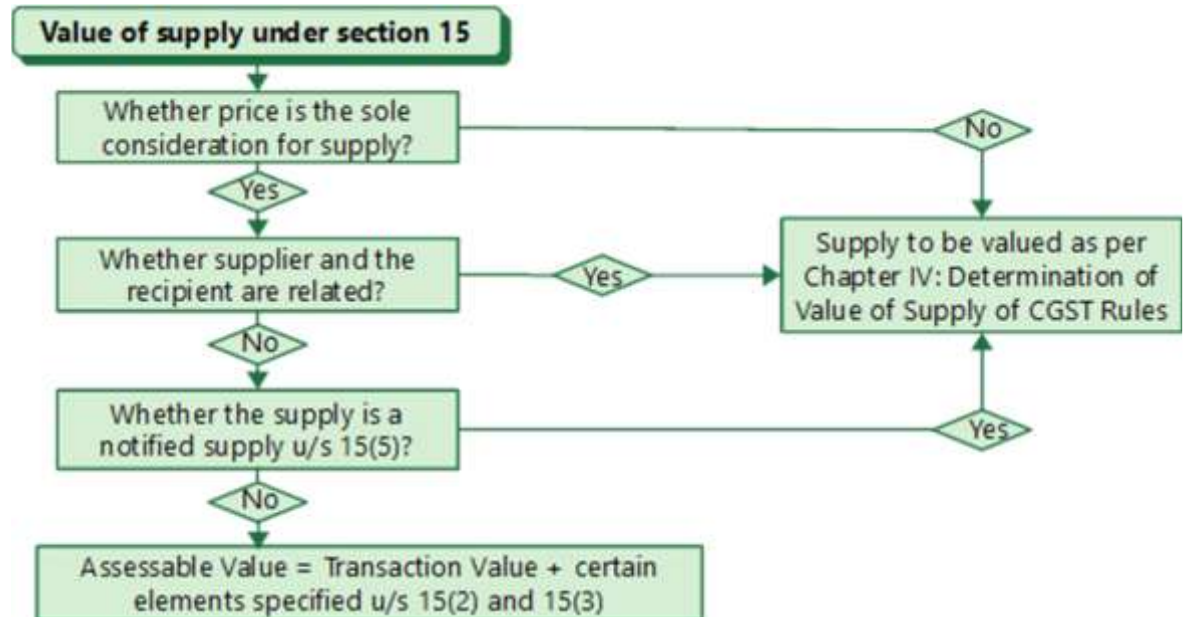 Value of supply under section 15
Whether price is the sole
consideration for supply?
No
Yes
Whether supplier and the
recipient are related?
Yes
Supply to be valued as per
Chapter IV: Determination of
Value of Supply of CGST Rules
No
Whether the supply is a
notified supply u/s 15(5)?
Yes
No
Assessable Value = Transaction Value + certain
elements specified u/s 15(2) and 15(3)